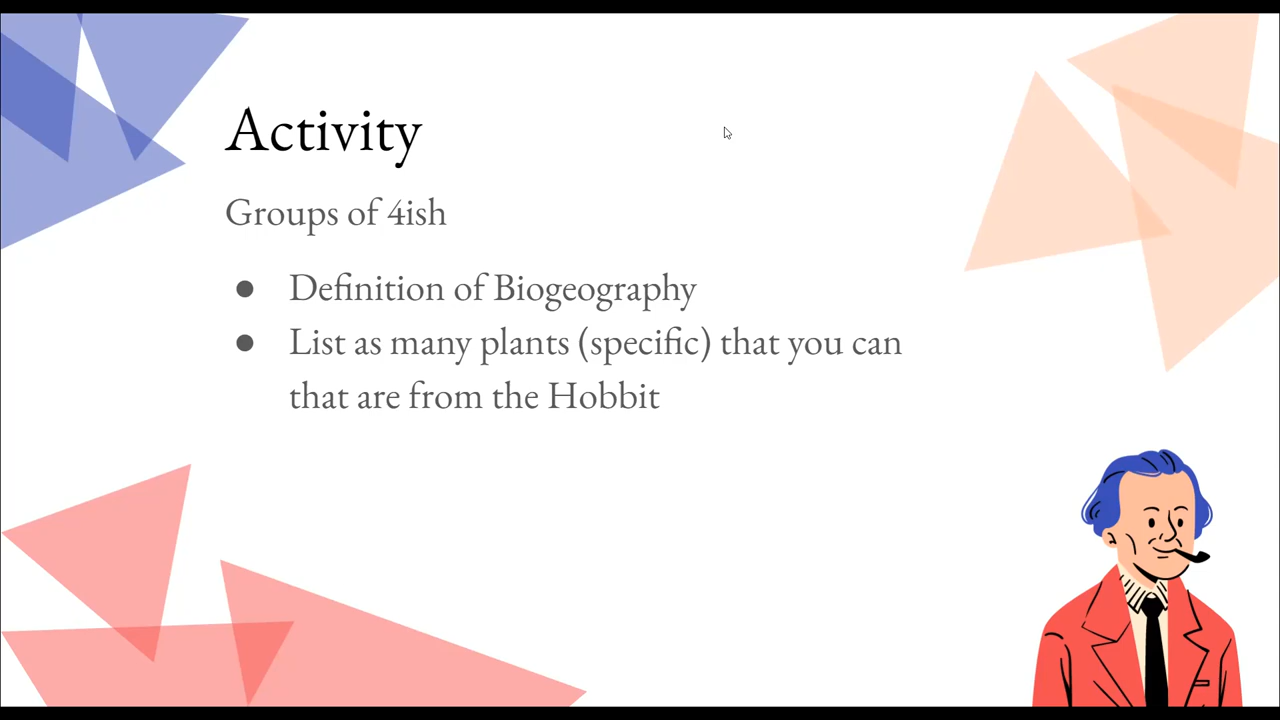 Activity
Groups of 4ish
● Definition of Biogeography
● List as many plants (specific) that you can
that are from the Hobbit